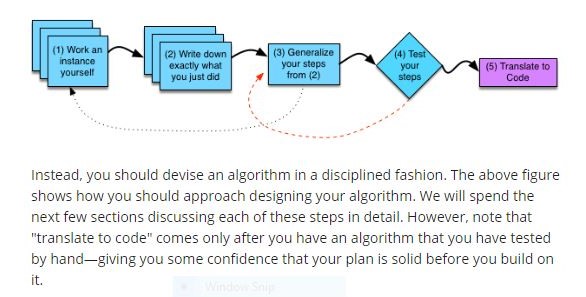 (1) Work an
instance
yourself
(2) Write down
exactly what
you just did
(3) Generalize
your steps
from (2)
(4) Test
your
steps
(5) Translate to
Code
Instead, you should devise an algorithm in a disciplined fashion. The above figure
shows how you should approach designing your algorithm. We will spend the
next few sections discussing each of these steps in detail. However, note that
"translate to code" comes only after you have an algorithm that you have tested
by hand—giving you some confidence that your plan is solid before you build on
it.
Window Snip